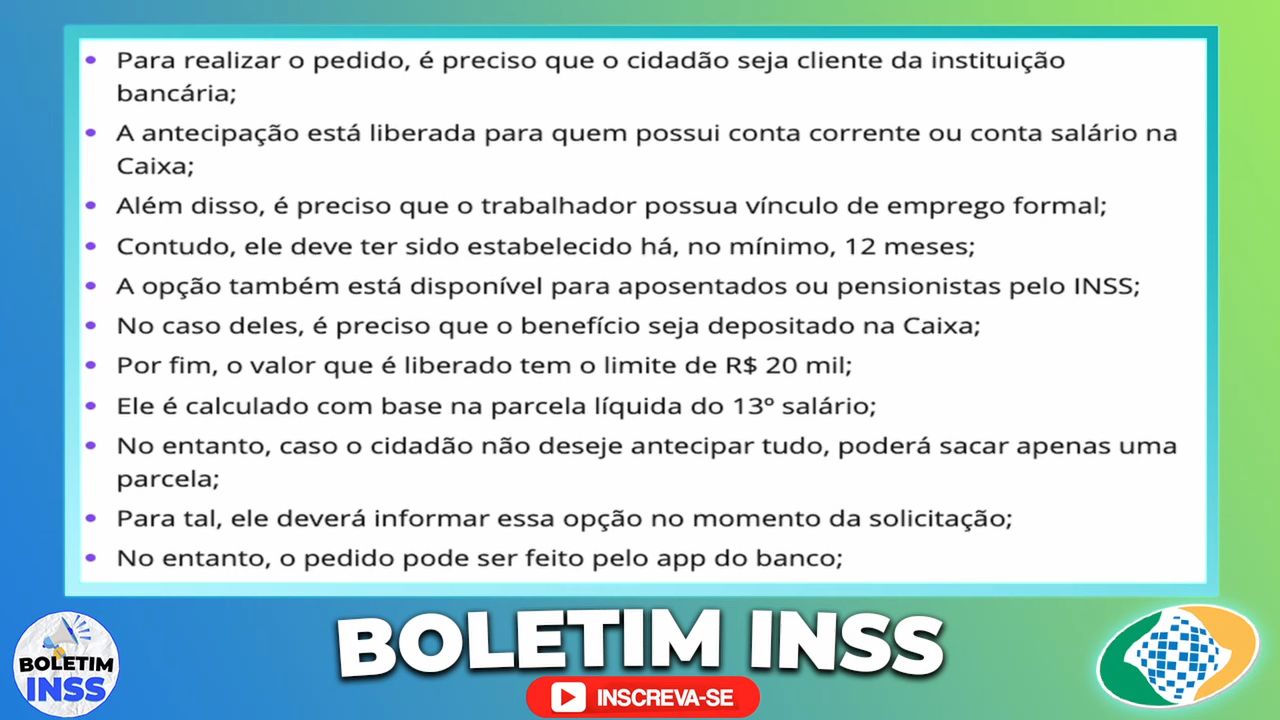 Para realizar o pedido, é preciso que o cidadão seja cliente da instituição
bancária;
A antecipação está liberada para quem possui conta corrente ou conta salário na
Caixa;
Além disso, é preciso que o trabalhador possua vínculo de emprego formal;
Contudo, ele deve ter sido estabelecido há, no mínimo, 12 meses;
A opção também está disponível para aposentados ou pensionistas pelo INSS;
No caso deles, é preciso que o benefício seja depositado na Caixa;
Por fim, o valor que é liberado tem o limite de R$ 20 mil;
Ele é calculado com base na parcela líquida do 13º salário;
No entanto, caso o cidadão não deseje antecipar tudo, poderá sacar apenas uma
parcela;
Para tal, ele deverá informar essa opção no momento da solicitação;
No entanto, o pedido pode ser feito pelo app do banco;
BOLETIM INSS
INSCREVA-SE
BOLETIM
INSS